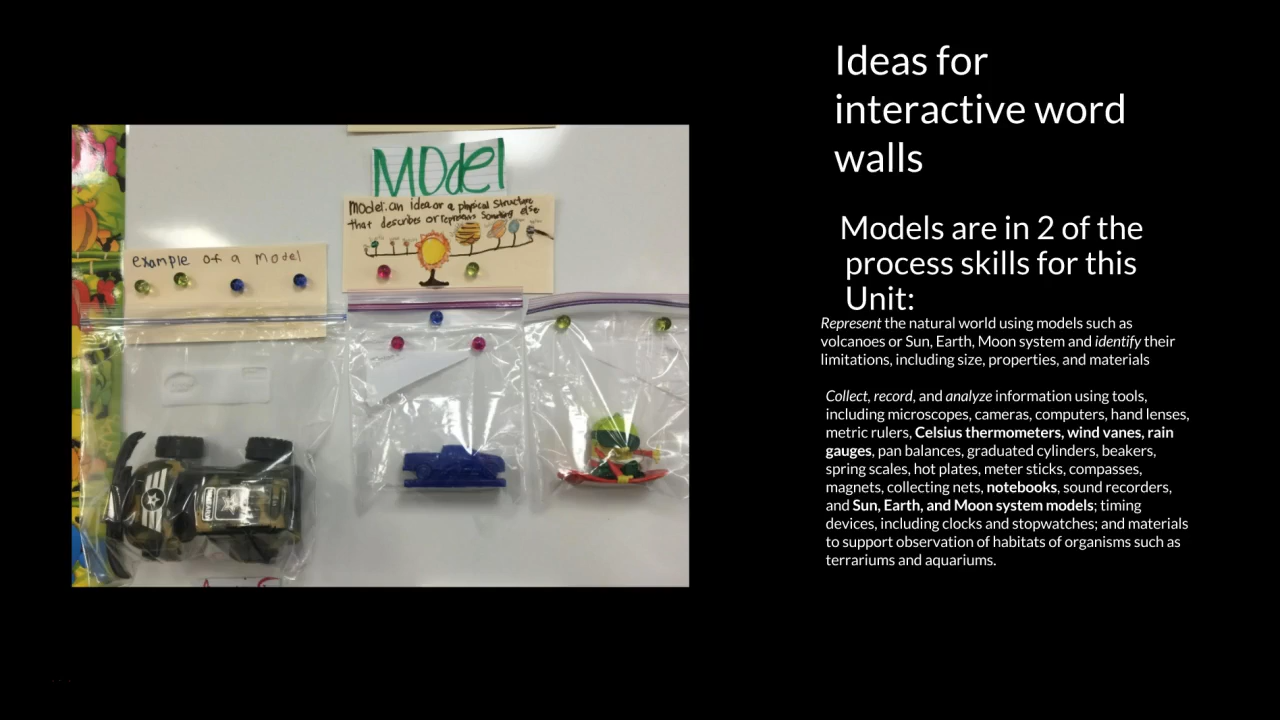 Ideas for
interactive word
walls
Models are in 2 of the
process skills for this
Unit:
Represent the natural world using models such as
volcanoes or Sun, Earth, Moon system and identify their
limitations, including size, properties, and materials
Collect, record, and analyze information using tools,
including microscopes, cameras, computers, hand lenses,
metric rulers, Celsius thermometers, wind vanes, rain
gauges, pan balances, graduated cylinders, beakers,
spring scales, hot plates, meter sticks, compasses,
magnets, collecting nets, notebooks, sound recorders,
and Sun, Earth, and Moon system models; timing
devices, including clocks and stopwatches; and materials
to support observation of habitats of organisms such as
terrariums and aquariums.
MOdel
Model: an idea or a physical structure
that describes or represents something else
example of a model